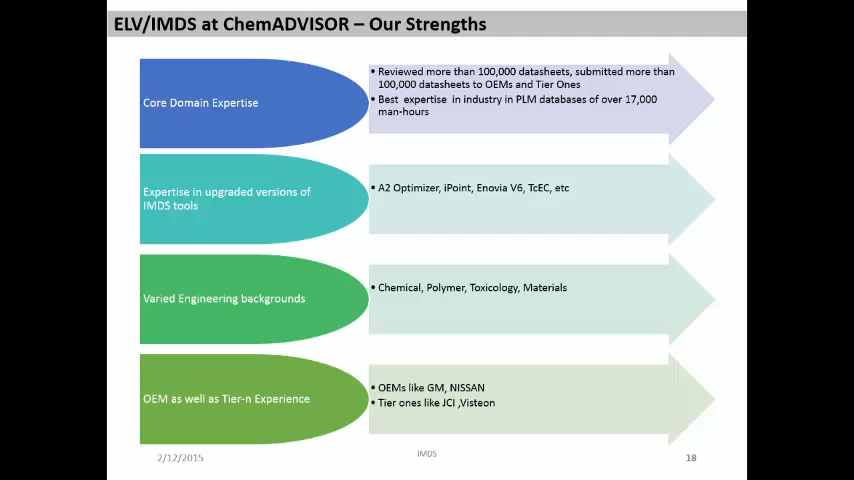 ELV/IMDS at ChemADVISOR – Our Strengths
Core Domain Expertise
• Reviewed more than 100,000 datasheets, submitted more than
100,000 datasheets to OEMs and Tier Ones
• Best expertise in industry in PLM databases of over 17,000
man-hours
Expertise in upgraded versions of
IMDS tools
• A2 Optimizer, iPoint, Enovia V6, TcEC, etc
Varied Engineering backgrounds
• Chemical, Polymer, Toxicology, Materials
OEM as well as Tier-n Experience
• OEMs like GM, NISSAN
• Tier ones like JCI ,Visteon
2/12/2015
IMDS
18